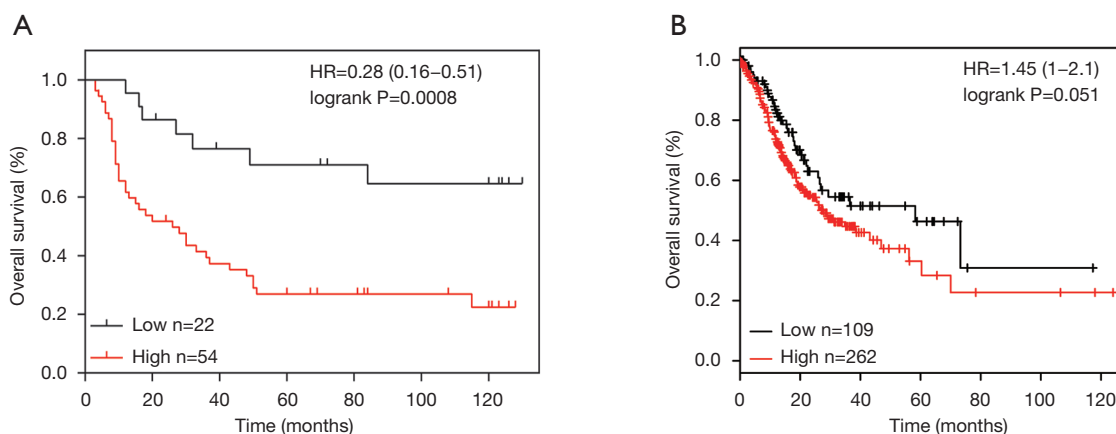 A
HR=0.28 (0.16–0.51)
logrank P=0.0008
1.0
0.8
0.6
0.4
0.2
0.0
Overall survival (%)
Low n=22
High n=54
0 20 40 60 80 100 120
Time (months)
B
HR=1.45 (1–2.1)
logrank P=0.051
1.0
0.8
0.6
0.4
0.2
0.0
Overall survival (%)
Low n=109
High n=262
0 20 40 60 80 100 120
Time (months)